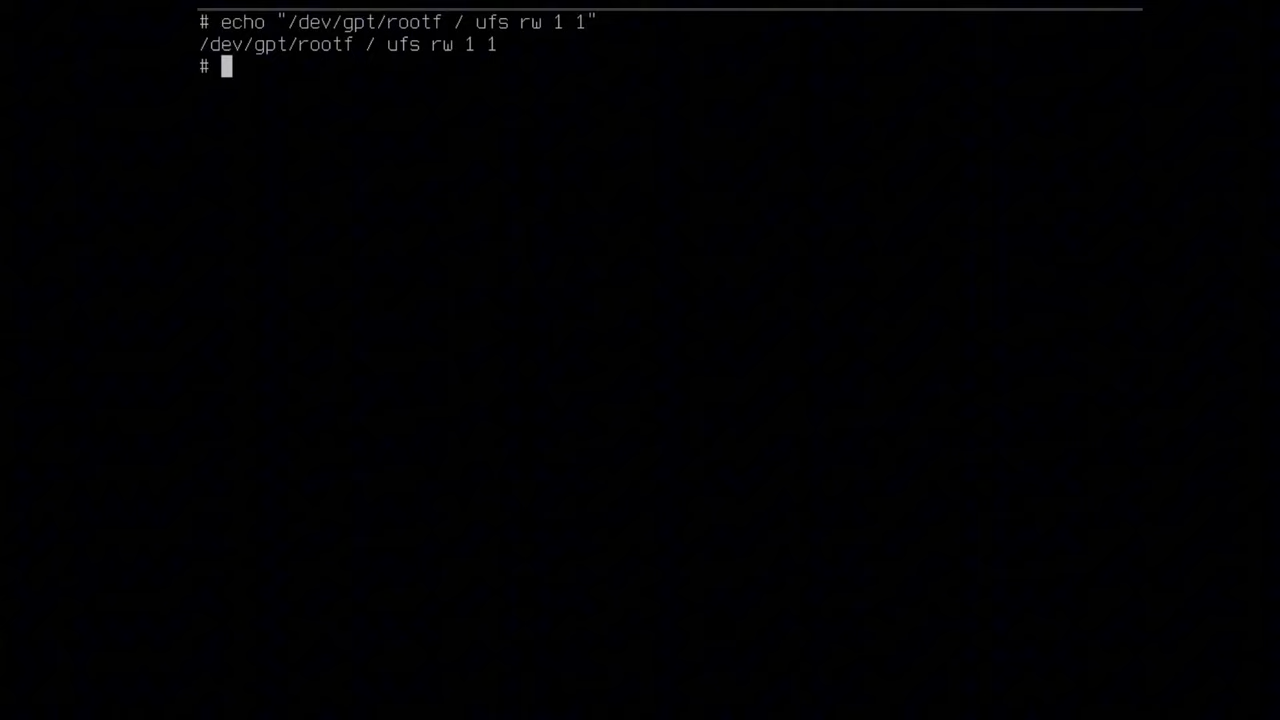 # echo "/dev/gpt/rootf / ufs rw 1 1"
/dev/gpt/rootf / ufs rw 1 1
#